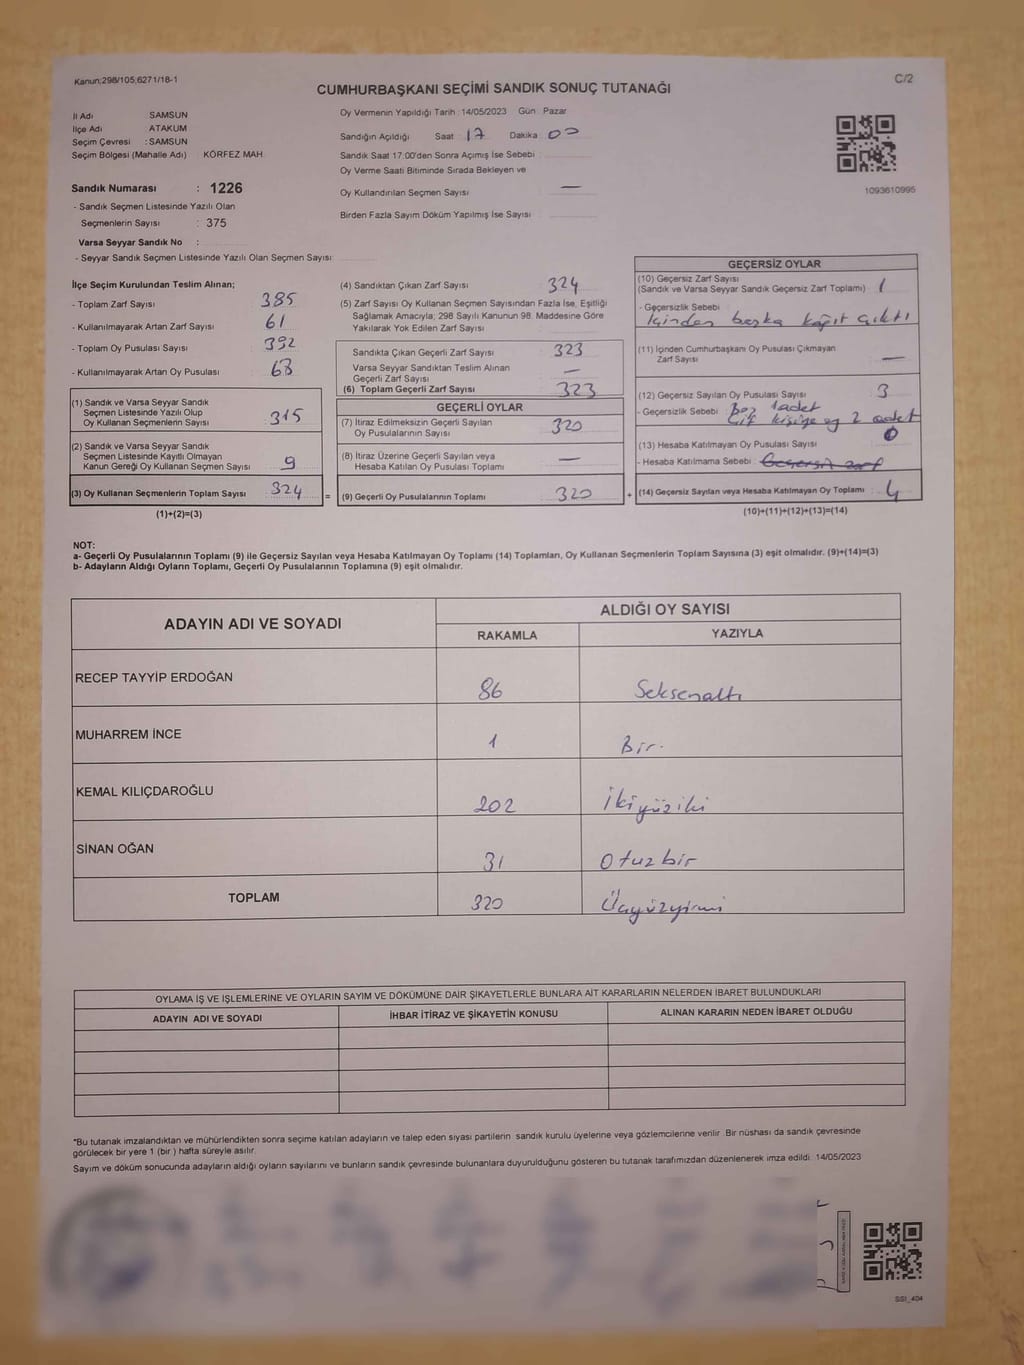 Kanun;298/105;6271/18-1
C/2
CUMHURBAŞKANI SEÇİMİ SANDIK SONUÇ TUTANAĞI
İl Adı SAMSUN
İlçe Adı ATAKUM
Seçim Çevresi : SAMSUN
Seçim Bölgesi (Mahalle Adı) : KÖRFEZ MAH.
Sandık Numarası : 1226
- Sandık Seçmen Listesinde Yazılı Olan
Seçmenlerin Sayısı : 375
Varsa Seyyar Sandık No :
- Seyyar Sandık Seçmen Listesinde Yazılı Olan Seçmen Sayısı:
Oy Vermenin Yapıldığı Tarih : 14/05/2023 Gün : Pazar
Sandığın Açıldığı Saat 17 Dakika 00
Sandık Saat 17:00'den Sonra Açımış İse Sebebi :
Oy Verme Saati Bitiminde Sırada Bekleyen ve
Oy Kullandırılan Seçmen Sayısı —
Birden Fazla Sayım Döküm Yapılmış İse Sayısı
1093610995
İlçe Seçim Kurulundan Teslim Alınan;
- Toplam Zarf Sayısı 385
- Kullanılmayarak Artan Zarf Sayısı 61
- Toplam Oy Pusulası Sayısı 392
- Kullanılmayarak Artan Oy Pusulası 68
(1) Sandık ve Varsa Seyyar Sandık
Seçmen Listesinde Yazılı Olup
Oy Kullanan Seçmenlerin Sayısı : 315
(2) Sandık ve Varsa Seyyar Sandık
Seçmen Listesinde Kayıtlı Olmayan
Kanun Gereği Oy Kullanan Seçmen Sayısı 9
(3) Oy Kullanan Seçmenlerin Toplam Sayısı : 324
(1)+(2)=(3)
(4) Sandıktan Çıkan Zarf Sayısı : 324
(5) Zarf Sayısı Oy Kullanan Seçmen Sayısından Fazla İse, Eşitliği
Sağlamak Amacıyla; 298 Sayılı Kanunun 98. Maddesine Göre
Yakılarak Yok Edilen Zarf Sayısı
Sandıkta Çıkan Geçerli Zarf Sayısı : 323
Varsa Seyyar Sandıktan Teslim Alınan
Geçerli Zarf Sayısı —
(6) Toplam Geçerli Zarf Sayısı : 323
GEÇERLİ OYLAR
(7) İtiraz Edilmeksizin Geçerli Sayılan
Oy Pusulalarının Sayısı : 320
(8) İtiraz Üzerine Geçerli Sayılan veya
Hesaba Katılan Oy Pusulası Toplamı —
= (9) Geçerli Oy Pusulalarının Toplamı : 320 +
GEÇERSİZ OYLAR
(10) Geçersiz Zarf Sayısı
(Sandık ve Varsa Seyyar Sandık Geçersiz Zarf Toplamı) : 1
- Geçersizlik Sebebi :
içinden başka kağıt çıktı
(11) İçinden Cumhurbaşkanı Oy Pusulası Çıkmayan
Zarf Sayısı —
(12) Geçersiz Sayılan Oy Pusulası Sayısı : 3
- Geçersizlik Sebebi : Boş 1 adet
Çift kişiye oy 2 adet
(13) Hesaba Katılmayan Oy Pusulası Sayısı : 0
- Hesaba Katılmama Sebebi : Geçersiz zarf
(14) Geçersiz Sayılan veya Hesaba Katılmayan Oy Toplamı : 4
(10)+(11)+(12)+(13)=(14)
NOT:
a- Geçerli Oy Pusulalarının Toplamı (9) ile Geçersiz Sayılan veya Hesaba Katılmayan Oy Toplamı (14) Toplamları, Oy Kullanan Seçmenlerin Toplam Sayısına (3) eşit olmalıdır. (9)+(14)=(3)
b- Adayların Aldığı Oyların Toplamı, Geçerli Oy Pusulalarının Toplamına (9) eşit olmalıdır.
ADAYIN ADI VE SOYADI
ALDIĞI OY SAYISI
RAKAMLA YAZIYLA
RECEP TAYYİP ERDOĞAN 86 Seksenaltı
MUHARREM İNCE 1 Bir.
KEMAL KILIÇDAROĞLU 202 İkiyüziki
SİNAN OĞAN 31 Otuzbir
TOPLAM 320 Üçyüzyirmi
OYLAMA İŞ VE İŞLEMLERİNE VE OYLARIN SAYIM VE DÖKÜMÜNE DAİR ŞİKAYETLERLE BUNLARA AİT KARARLARIN NELERDEN İBARET BULUNDUKLARI
ADAYIN ADI VE SOYADI İHBAR İTİRAZ VE ŞİKAYETİN KONUSU ALINAN KARARIN NEDEN İBARET OLDUĞU
*Bu tutanak imzalandıktan ve mühürlendikten sonra seçime katılan adayların ve talep eden siyasi partilerin sandık kurulu üyelerine veya gözlemcilerine verilir. Bir nüshası da sandık çevresinde
görülecek bir yere 1 (bir ) hafta süreyle asılır.
Sayım ve döküm sonucunda adayların aldığı oyların sayılarını ve bunların sandık çevresinde bulunanlara duyurulduğunu gösteren bu tutanak tarafımızdan düzenlenerek imza edildi. 14/05/2023
SSI_404